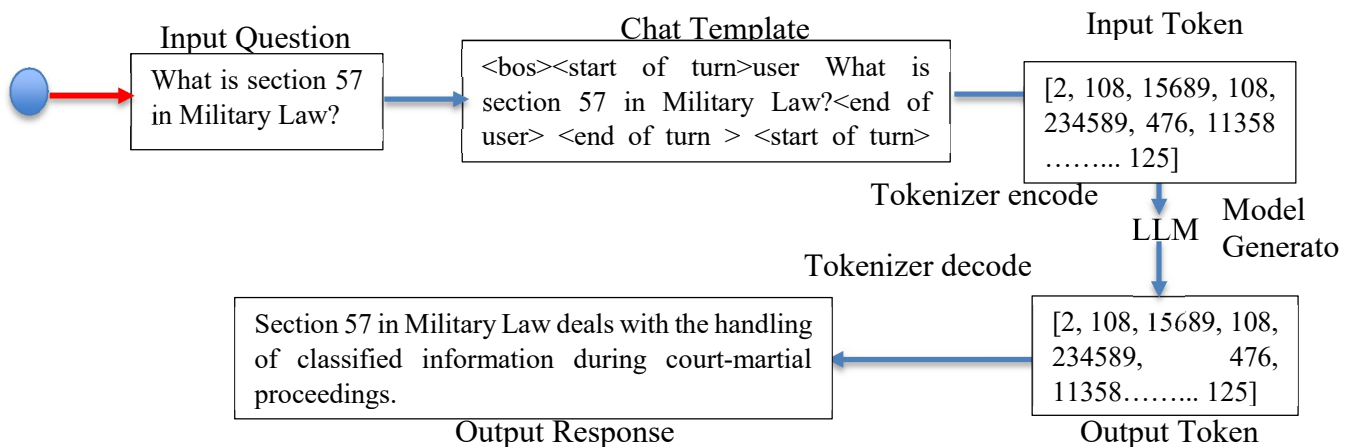 Input Question
What is section 57
in Military Law?
Chat Template
<bos><start of turn>user What is
section 57 in Military Law?<end of
user> <end of turn > <start of turn>
Input Token
[2, 108, 15689, 108,
234589, 476, 11358
……... 125]
Tokenizer encode
LLM
Model
Generato
Tokenizer decode
[2, 108, 15689, 108,
234589, 476,
11358……... 125]
Output Token
Section 57 in Military Law deals with the handling
of classified information during court-martial
proceedings.
Output Response